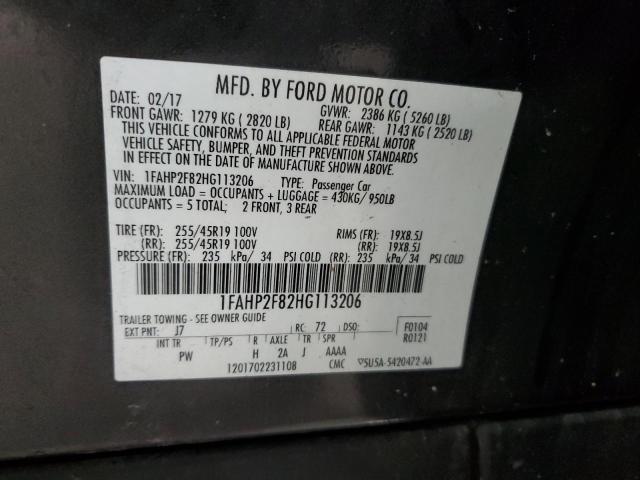 MFD. BY FORD MOTOR CO.
DATE: 02/17 GVWR: 2386 KG ( 5260 LB)
FRONT GAWR: 1279 KG ( 2820 LB) REAR GAWR: 1143 KG ( 2520 LB)
THIS VEHICLE CONFORMS TO ALL APPLICABLE FEDERAL MOTOR
VEHICLE SAFETY, BUMPER, AND THEFT PREVENTION STANDARDS
IN EFFECT ON THE DATE OF MANUFACTURE SHOWN ABOVE.
VIN: 1FAHP2F82HG113206 TYPE: Passenger Car
MAXIMUM LOAD = OCCUPANTS + LUGGAGE = 430KG/ 950LB
OCCUPANTS = 5 TOTAL; 2 FRONT, 3 REAR
TIRE (FR): 255/45R19 100V RIMS (FR): 19X8.5J
(RR): 255/45R19 100V (RR): 19X8.5J
PRESSURE (FR): 235 kPa/ 34 PSI COLD (RR): 235 kPa/ 34 PSI COLD
1FAHP2F82HG113206
TRAILER TOWING - SEE OWNER GUIDE
EXT PNT: J7 RC: 72 DSO: F0104
R0121
INT TR TP/PS R AXLE TR SPR
PW H 2A J AAAA
1201702231108 CMC ▽5U5A-5420472-AA